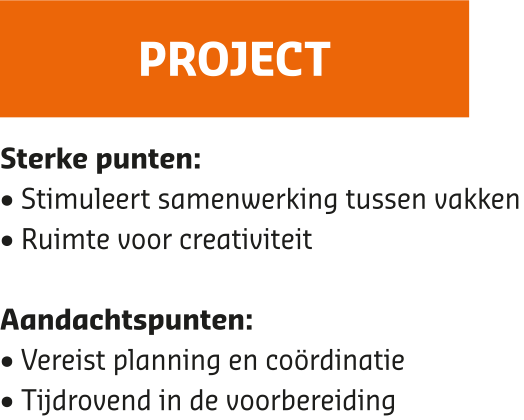 PROJECT
Sterke punten:
• Stimuleert samenwerking tussen vakken
• Ruimte voor creativiteit
Aandachtspunten:
• Vereist planning en coördinatie
• Tijdrovend in de voorbereiding